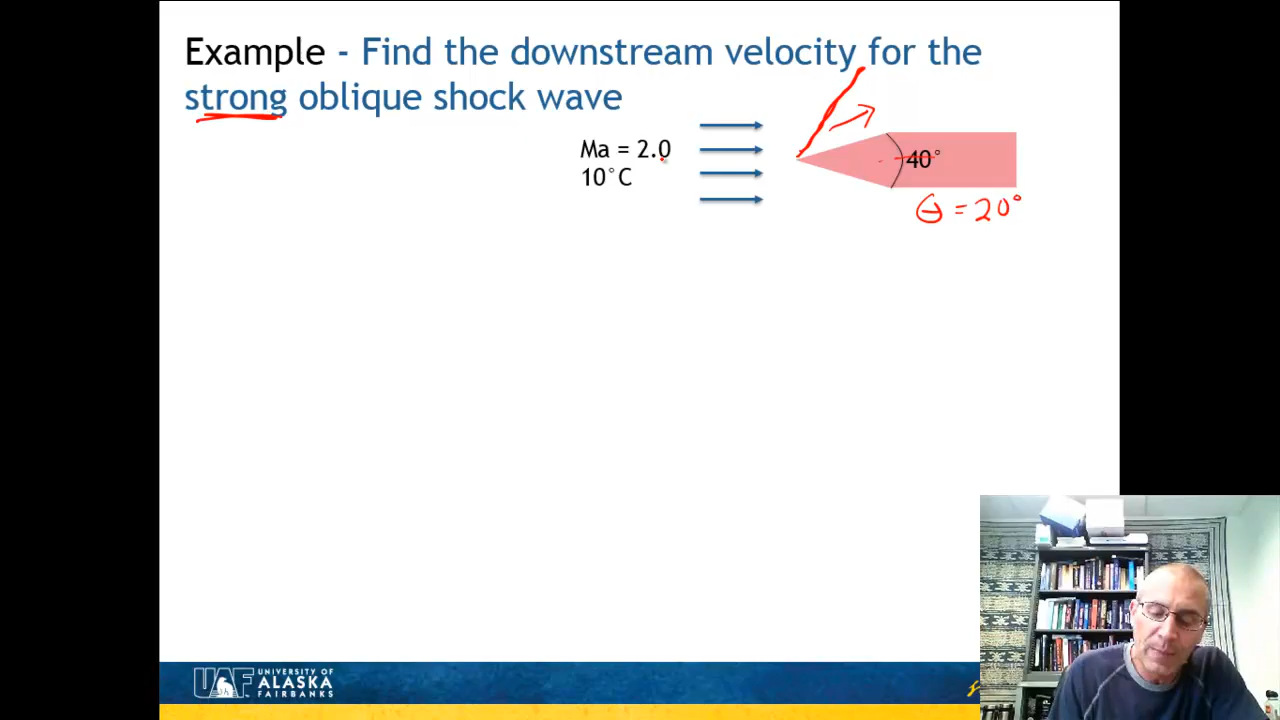 Example - Find the downstream velocity for the
strong oblique shock wave
Ma = 2.0
10°C
40°
θ = 20°
UAF UNIVERSITY OF
ALASKA
FAIRBANKS